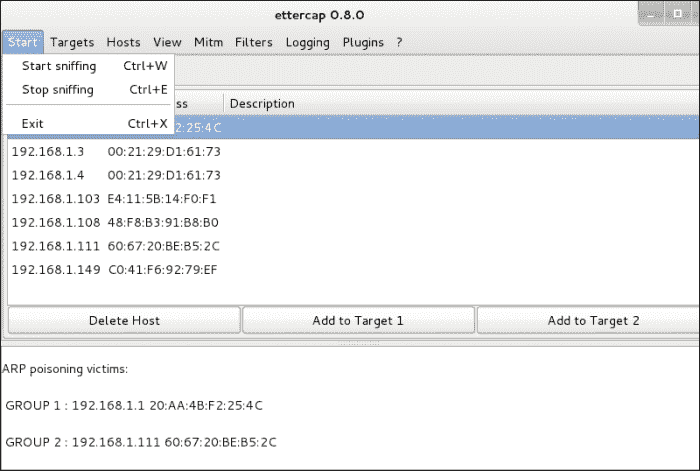 ettercap 0.8.0
Start Targets Hosts View Mitm Filters Logging Plugins ?
Start sniffing Ctrl+W
Stop sniffing Ctrl+E
Exit Ctrl+X
ss Description
2:25:4C
192.168.1.3 00:21:29:D1:61:73
192.168.1.4 00:21:29:D1:61:73
192.168.1.103 E4:11:5B:14:F0:F1
192.168.1.108 48:F8:B3:91:B8:B0
192.168.1.111 60:67:20:BE:B5:2C
192.168.1.149 C0:41:F6:92:79:EF
Delete Host Add to Target 1 Add to Target 2
ARP poisoning victims:
GROUP 1 : 192.168.1.1 20:AA:4B:F2:25:4C
GROUP 2 : 192.168.1.111 60:67:20:BE:B5:2C